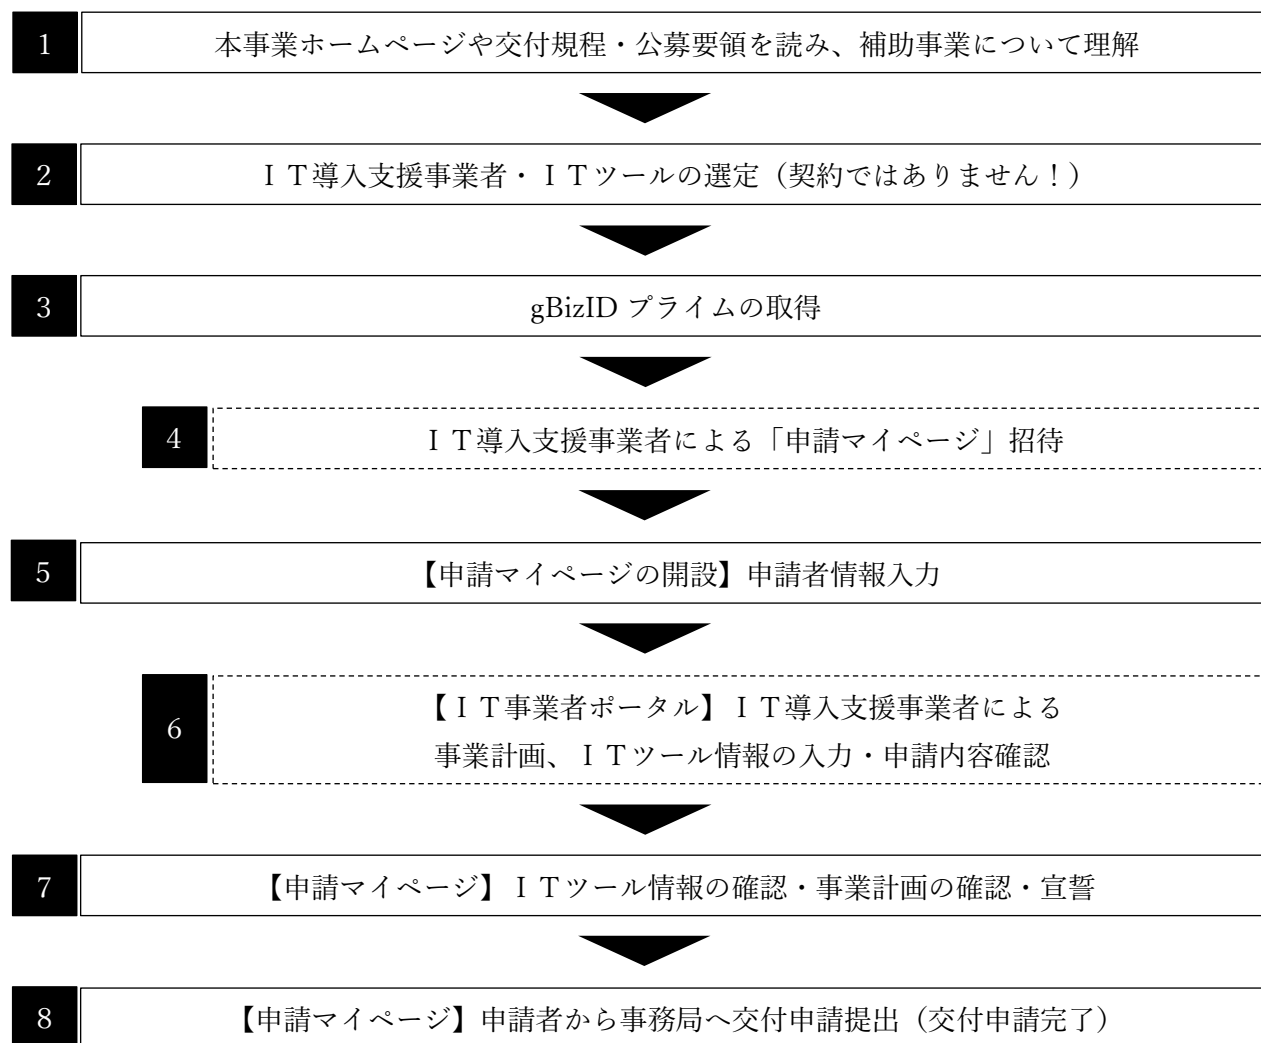 1 本事業ホームページや交付規程・公募要領を読み、補助事業について理解
2 ＩＴ導入支援事業者・ＩＴツールの選定（契約ではありません！）
3 gBizID プライムの取得
4 ＩＴ導入支援事業者による「申請マイページ」招待
5 【申請マイページの開設】申請者情報入力
6 【ＩＴ事業者ポータル】ＩＴ導入支援事業者による
事業計画、ＩＴツール情報の入力・申請内容確認
7 【申請マイページ】ＩＴツール情報の確認・事業計画の確認・宣誓
8 【申請マイページ】申請者から事務局へ交付申請提出（交付申請完了）